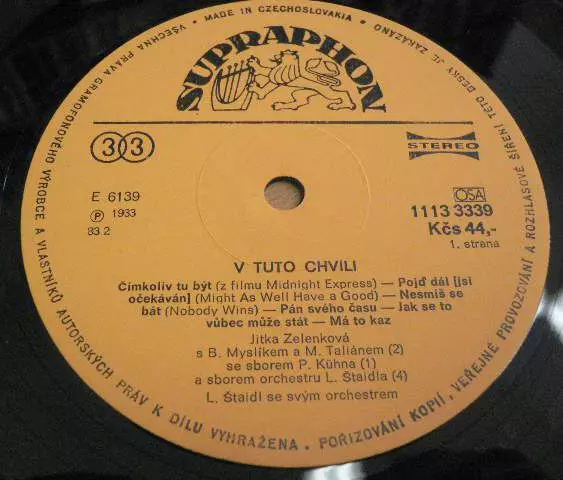 VŠECHNA PRÁVA GRAMOFONOVÉHO VÝROBCE A VLASTNÍKŮ AUTORSKÝCH PRÁV K DÍLU VYHRAŽENA. POŘIZOVÁNÍ KOPIÍ, VEŘEJNÉ PROVOZOVÁNÍ A ROZHLASOVÉ ŠÍŘENÍ TÉTO DESKY JE ZAKÁZÁNO
MADE IN CZECHOSLOVAKIA
SUPRAPHON
33
STEREO
E 6139
Ⓟ 1933
33 2
OSA
1113 3339
Kčs 44,-
1. strana
V TUTO CHVÍLI
Čímkoliv tu být (z filmu Midnight Express) — Pojď dál [jsi
očekáván] (Might As Well Have a Good) — Nesmíš se
bát (Nobody Wins) — Pán svého času — Jak se to
vůbec může stát — Má to kaz
Jitka Zelenková
s B. Myslíkem a M. Taliánem (2)
se sborem P. Kühna (1)
a sborem orchestru L. Štaidla (4)
L. Štaidl se svým orchestrem